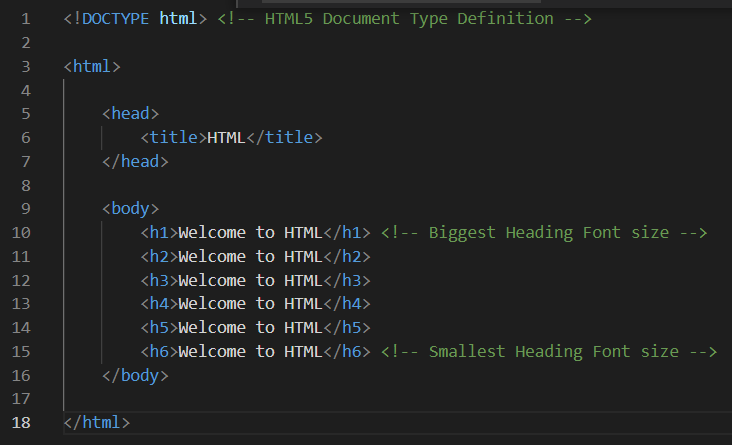 1 <!DOCTYPE html> <!-- HTML5 Document Type Definition -->
2
3 <html>
4
5     <head>
6         <title>HTML</title>
7     </head>
8
9     <body>
10         <h1>Welcome to HTML</h1> <!-- Biggest Heading Font size -->
11         <h2>Welcome to HTML</h2>
12         <h3>Welcome to HTML</h3>
13         <h4>Welcome to HTML</h4>
14         <h5>Welcome to HTML</h5>
15         <h6>Welcome to HTML</h6> <!-- Smallest Heading Font size -->
16     </body>
17
18 </html>